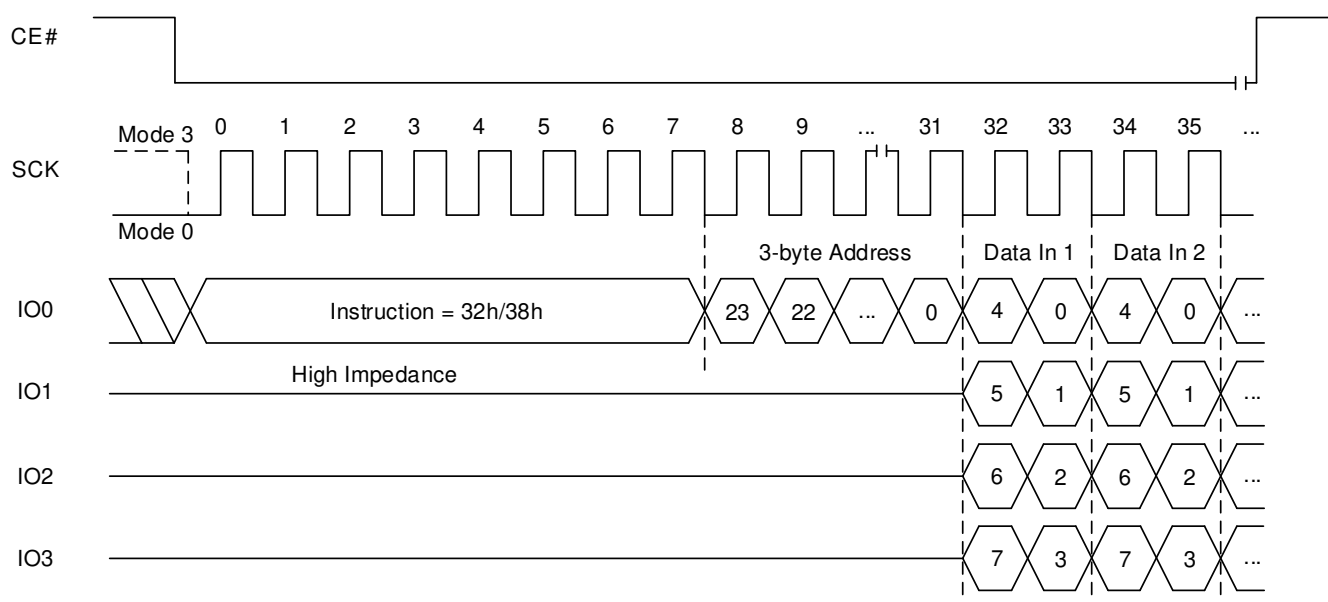 CE#
Mode 3 0 1 2 3 4 5 6 7 8 9 ... 31 32 33 34 35 ...
SCK
Mode 0
3-byte Address Data In 1 Data In 2
IO0 Instruction = 32h/38h 23 22 ... 0 4 0 4 0 ...
High Impedance
IO1 5 1 5 1 ...
IO2 6 2 6 2 ...
IO3 7 3 7 3 ...